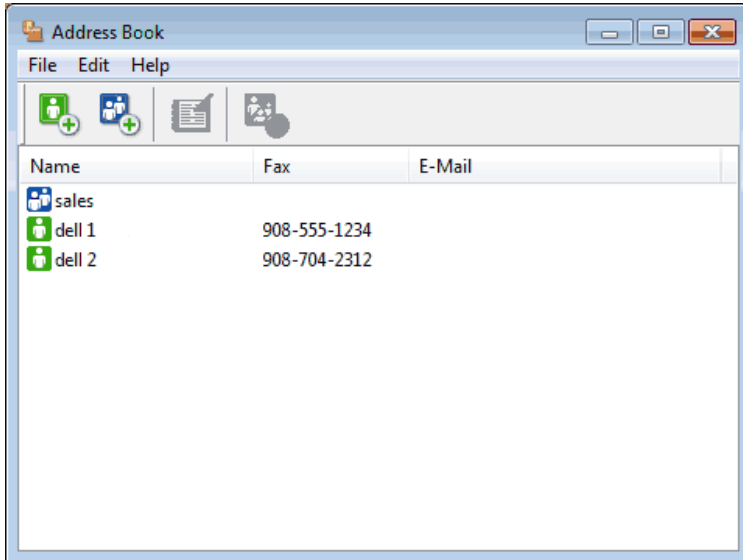 Address Book
File Edit Help
Name Fax E-Mail
sales
dell 1 908-555-1234
dell 2 908-704-2312